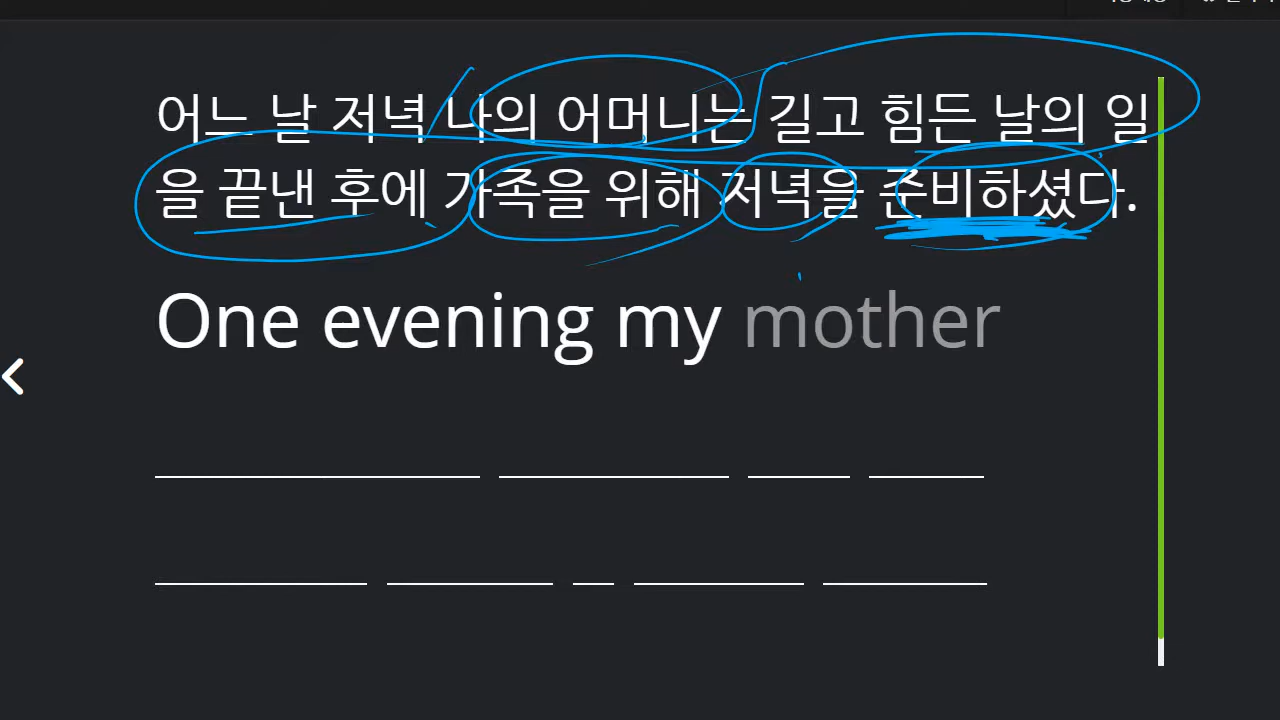 어느 날 저녁 나의 어머니는 길고 힘든 날의 일
을 끝낸 후에 가족을 위해 저녁을 준비하셨다.
One evening my mother